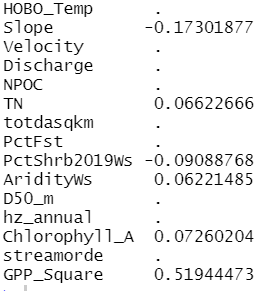 HOBO_Temp .
Slope -0.17301877
Velocity .
Discharge .
NPOC .
TN 0.06622666
totdasqkm .
PctFst .
PctShrb2019Ws -0.09088768
AridityWs 0.06221485
D50_m .
hz_annual .
Chlorophyll_A 0.07260204
streamorde .
GPP_Square 0.51944473